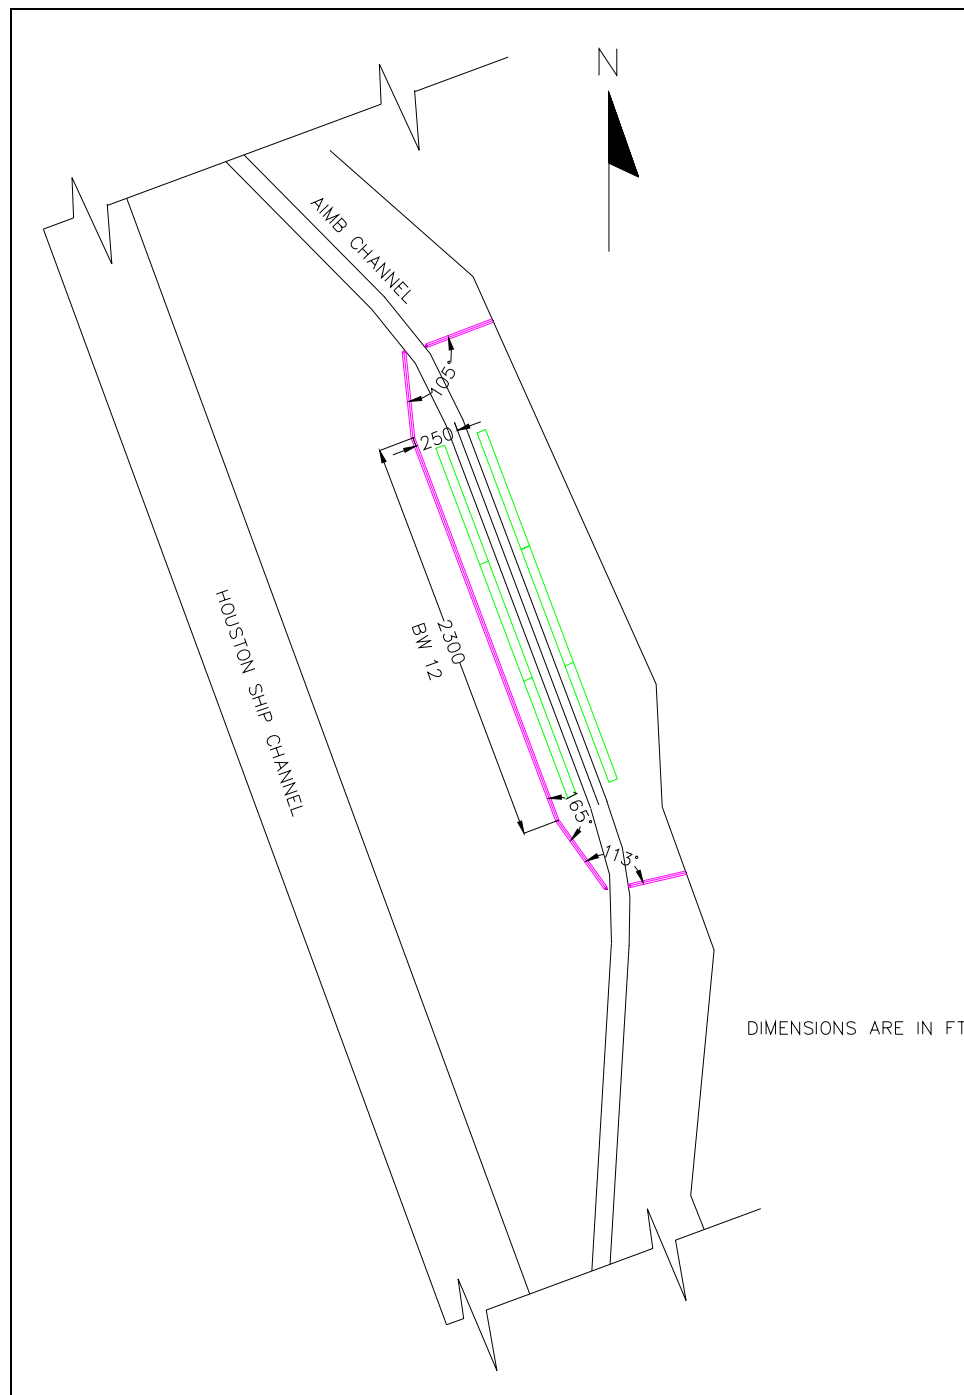 N
AIMB CHANNEL
105°
250
2300
BW 12
HOUSTON SHIP CHANNEL
165°
113°
DIMENSIONS ARE IN FT